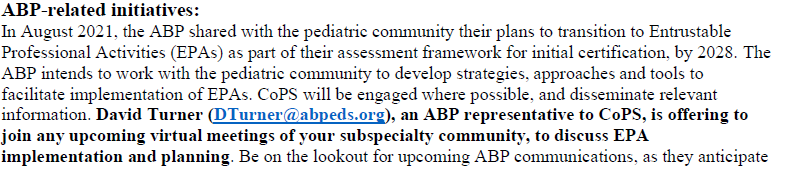 ABP-related initiatives:
In August 2021, the ABP shared with the pediatric community their plans to transition to Entrustable
Professional Activities (EPAs) as part of their assessment framework for initial certification, by 2028. The
ABP intends to work with the pediatric community to develop strategies, approaches and tools to
facilitate implementation of EPAs. CoPS will be engaged where possible, and disseminate relevant
information. David Turner (DTurner@abpeds.org), an ABP representative to CoPS, is offering to
join any upcoming virtual meetings of your subspecialty community, to discuss EPA
implementation and planning. Be on the lookout for upcoming ABP communications, as they anticipate